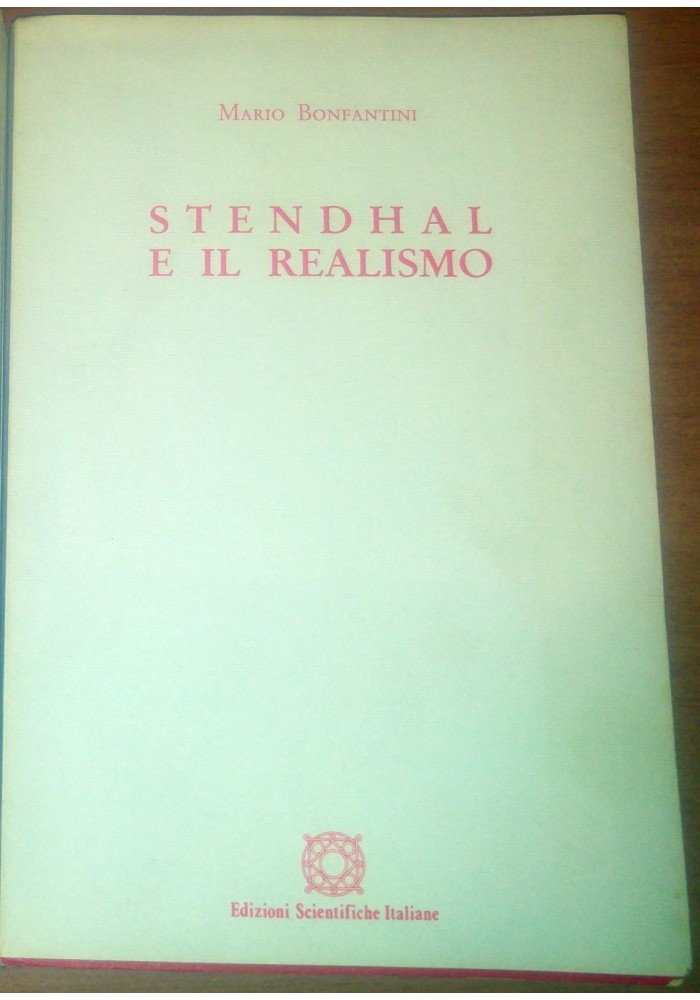 MARIO BONFANTINI
STENDHAL
E IL REALISMO
Edizioni Scientifiche Italiane